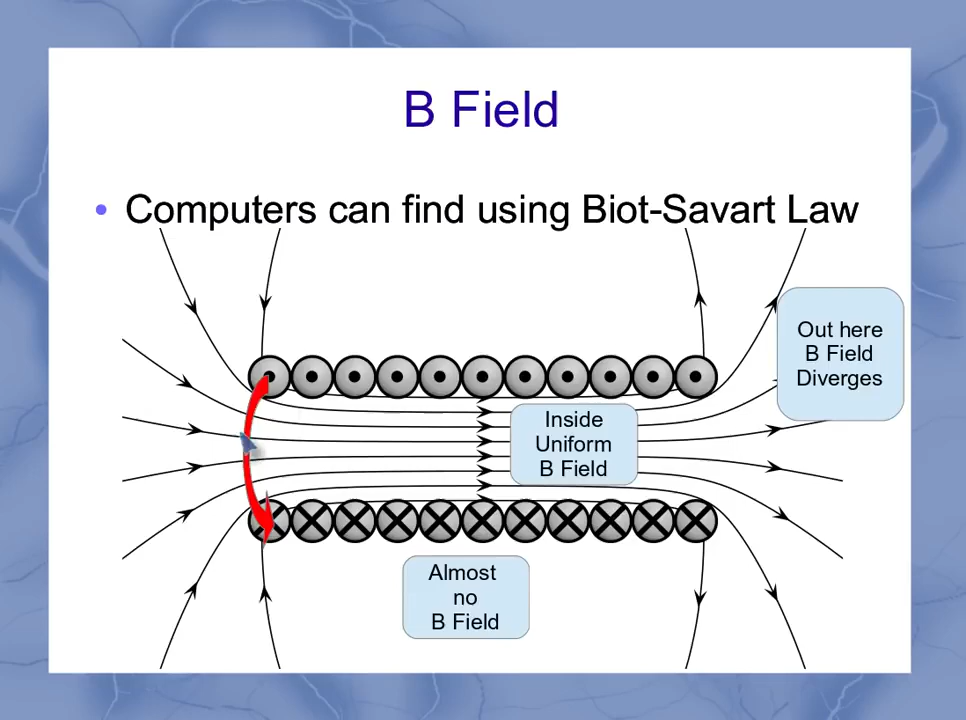 B Field
• Computers can find using Biot-Savart Law
Out here
B Field
Diverges
Inside
Uniform
B Field
Almost
no
B Field